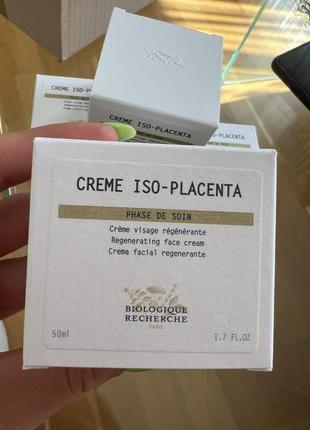 CREME ISO-PLACENTA
CREME ISO-PLACENTA
PHASE DE SOIN
Crème visage régénérante
Regenerating face cream
Crema facial regenerante
BIOLOGIQUE
RECHERCHE
PARIS
50ml
1.7 FL.OZ